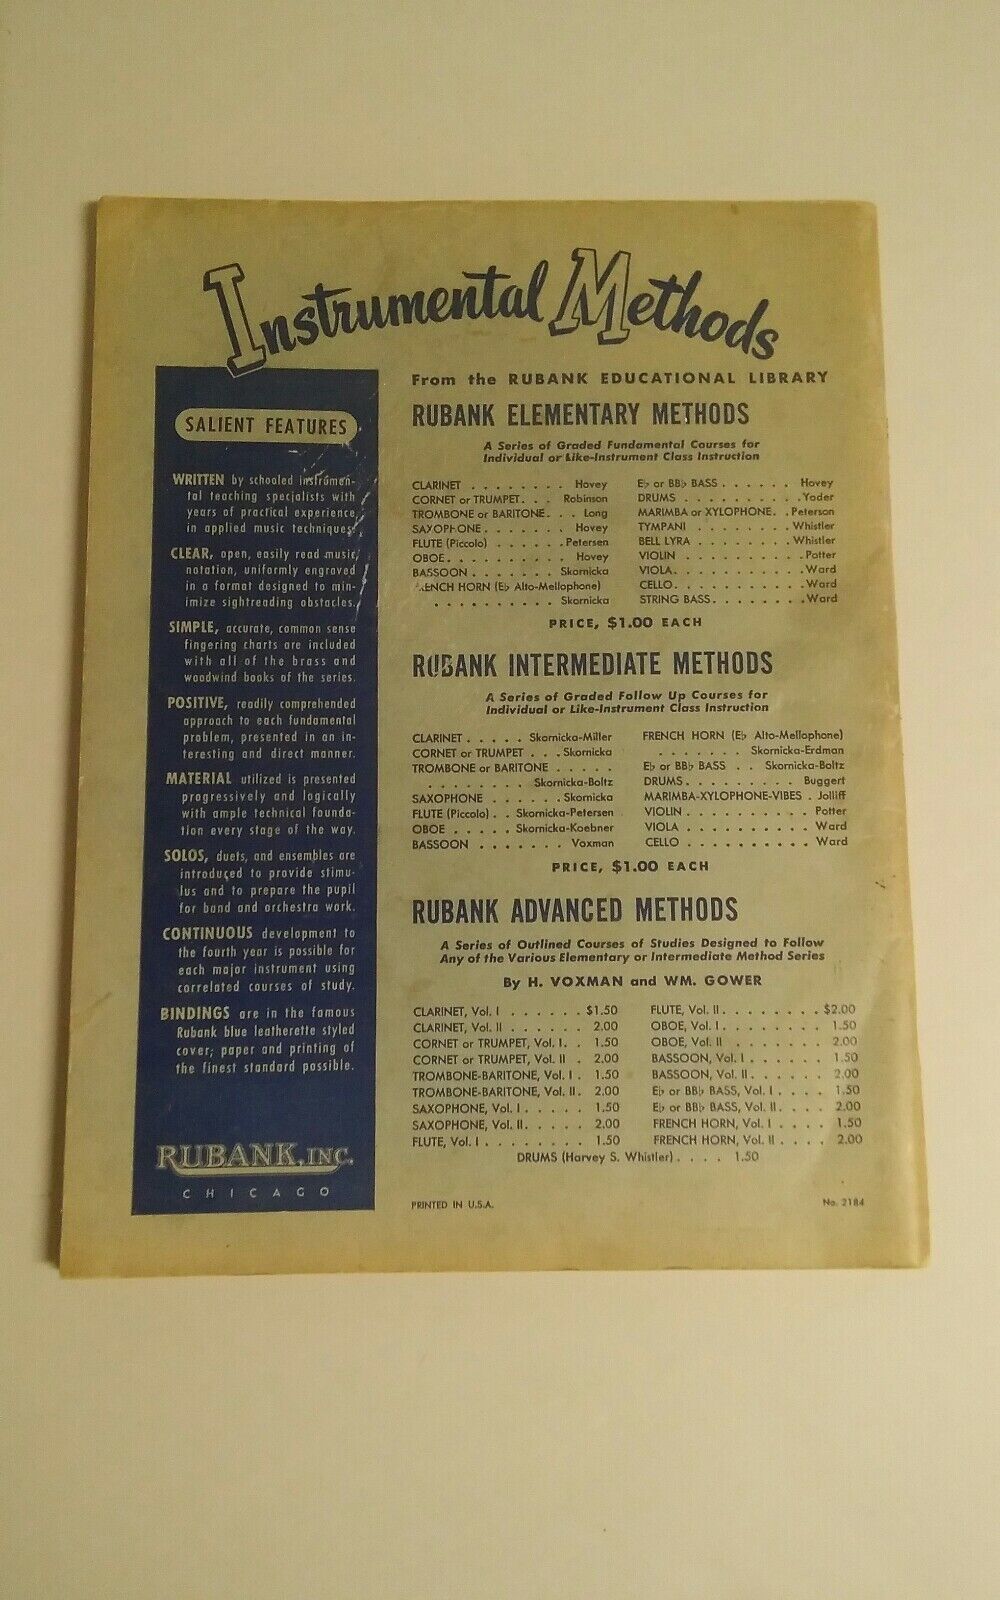 Instrumental Methods
SALIENT FEATURES
WRITTEN by schooled instrumen-
tal teaching specialists with
years of practical experience
in applied music techniques.
CLEAR, open, easily read music
notation, uniformly engraved
in a format designed to min-
imize sightreading obstacles.
SIMPLE, accurate, common sense
fingering charts are included
with all of the brass and
woodwind books of the series.
POSITIVE, readily comprehended
approach to each fundamental
problem, presented in an in-
teresting and direct manner.
MATERIAL utilized is presented
progressively and logically
with ample technical founda-
tion every stage of the way.
SOLOS, duets, and ensembles are
introduced to provide stimu-
lus and to prepare the pupil
for band and orchestra work.
CONTINUOUS development to
the fourth year is possible for
each major instrument using
correlated courses of study.
BINDINGS are in the famous
Rubank blue leatherette styled
cover; paper and printing of
the finest standard possible.
RUBANK, INC.
CHICAGO
From the RUBANK EDUCATIONAL LIBRARY
RUBANK ELEMENTARY METHODS
A Series of Graded Fundamental Courses for
Individual or Like-Instrument Class Instruction
CLARINET . . . . . . . . Hovey
CORNET or TRUMPET . . . Robinson
TROMBONE or BARITONE . . . Long
SAXOPHONE . . . . . . . Hovey
FLUTE (Piccolo) . . . . . . Petersen
OBOE . . . . . . . . . . Hovey
BASSOON . . . . . . . Skornicka
FRENCH HORN (E♭ Alto-Mellophone)
. . . . . . . . . . Skornicka
E♭ or BB♭ BASS . . . . . . Hovey
DRUMS . . . . . . . . . . Yoder
MARIMBA or XYLOPHONE . . Peterson
TYMPANI . . . . . . . . Whistler
BELL LYRA . . . . . . . . Whistler
VIOLIN . . . . . . . . . . Potter
VIOLA . . . . . . . . . . . Ward
CELLO . . . . . . . . . . . Ward
STRING BASS . . . . . . . . Ward
PRICE, $1.00 EACH
RUBANK INTERMEDIATE METHODS
A Series of Graded Follow Up Courses for
Individual or Like-Instrument Class Instruction
CLARINET . . . . . Skornicka-Miller
CORNET or TRUMPET . . . Skornicka
TROMBONE or BARITONE . . . . .
. . . . . . . . Skornicka-Boltz
SAXOPHONE . . . . . . Skornicka
FLUTE (Piccolo) . . Skornicka-Petersen
OBOE . . . . . Skornicka-Koebner
BASSOON . . . . . . . Voxman
FRENCH HORN (E♭ Alto-Mellophone)
. . . . . . . Skornicka-Erdman
E♭ or BB♭ BASS . . Skornicka-Boltz
DRUMS . . . . . . . . . . Buggert
MARIMBA-XYLOPHONE-VIBES . Jolliff
VIOLIN . . . . . . . . . . Potter
VIOLA . . . . . . . . . . Ward
CELLO . . . . . . . . . . Ward
PRICE, $1.00 EACH
RUBANK ADVANCED METHODS
A Series of Outlined Courses of Studies Designed to Follow
Any of the Various Elementary or Intermediate Method Series
By H. VOXMAN and WM. GOWER
CLARINET, Vol. I . . . . . . $1.50
CLARINET, Vol. II . . . . . . 2.00
CORNET or TRUMPET, Vol. I . . 1.50
CORNET or TRUMPET, Vol. II . 2.00
TROMBONE-BARITONE, Vol. I . 1.50
TROMBONE-BARITONE, Vol. II . 2.00
SAXOPHONE, Vol. I . . . . . 1.50
SAXOPHONE, Vol. II . . . . . 2.00
FLUTE, Vol. I . . . . . . . . 1.50
FLUTE, Vol. II . . . . . . . . $2.00
OBOE, Vol. I . . . . . . . . 1.50
OBOE, Vol. II . . . . . . . . 2.00
BASSOON, Vol. I . . . . . . 1.50
BASSOON, Vol. II . . . . . . 2.00
E♭ or BB♭ BASS, Vol. I . . . . 1.50
E♭ or BB♭ BASS, Vol. II . . . . 2.00
FRENCH HORN, Vol. I . . . . 1.50
FRENCH HORN, Vol. II . . . . 2.00
DRUMS (Harvey S. Whistler) . . . . 1.50
PRINTED IN U.S.A.
No. 2184